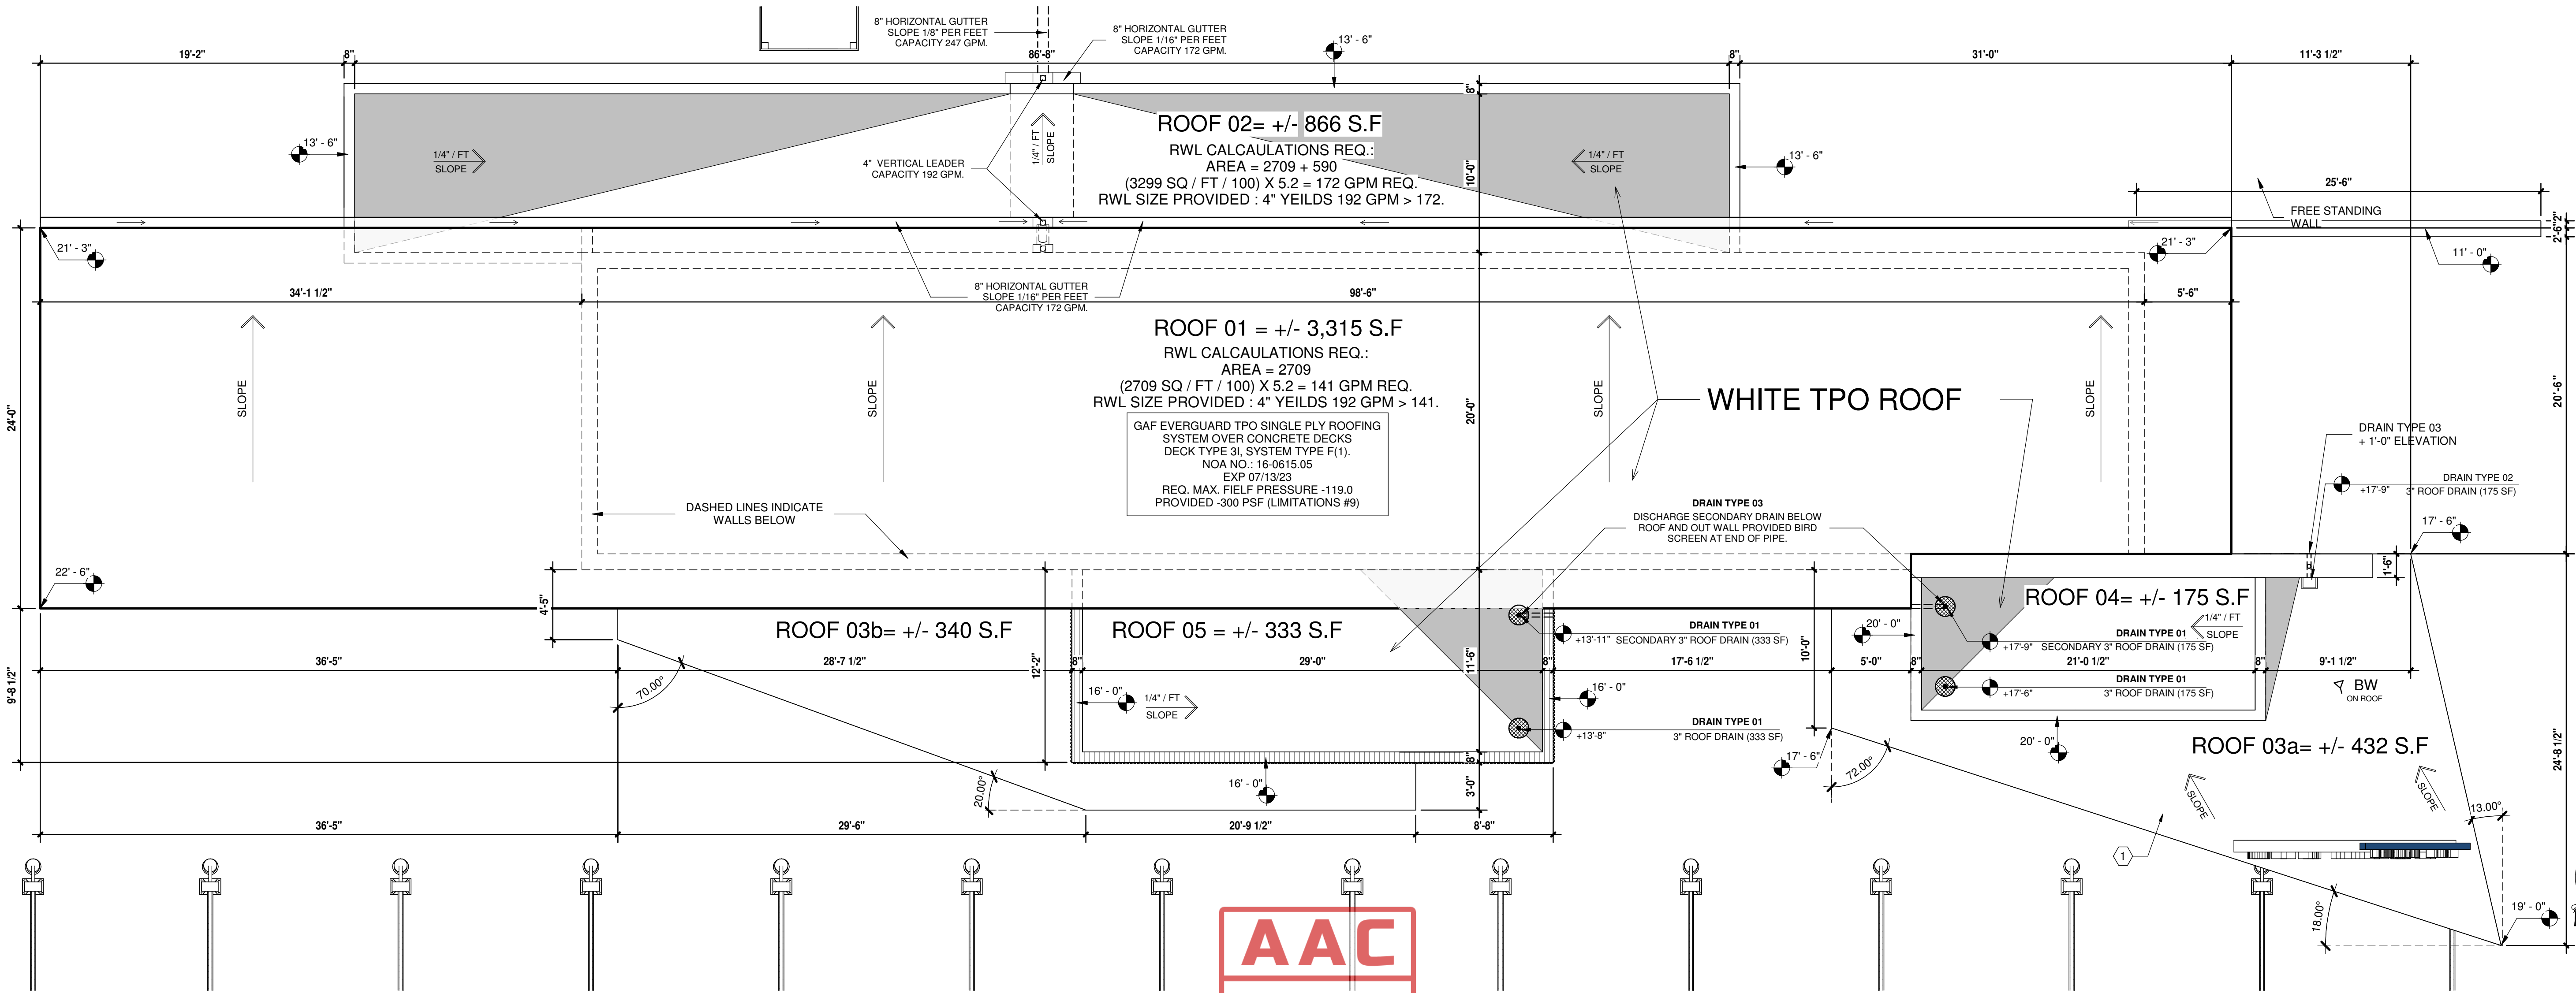 8" HORIZONTAL GUTTER
SLOPE 1/8" PER FEET
CAPACITY 247 GPM.
8" HORIZONTAL GUTTER
SLOPE 1/16" PER FEET
CAPACITY 172 GPM.
13' - 6"
19'-2"
8"
86'-8"
8"
31'-0"
11'-3 1/2"
8"
ROOF 02= +/- 866 S.F
RWL CALCAULATIONS REQ.:
AREA = 2709 + 590
(3299 SQ / FT / 100) X 5.2 = 172 GPM REQ.
RWL SIZE PROVIDED : 4" YEILDS 192 GPM > 172.
13' - 6"
1/4" / FT
SLOPE
4" VERTICAL LEADER
CAPACITY 192 GPM.
1/4" / FT
SLOPE
10'-0"
1/4" / FT
SLOPE
13' - 6"
25'-6"
FREE STANDING
WALL
2"
2'-6"
21' - 3"
21' - 3"
11' - 0"
34'-1 1/2"
8" HORIZONTAL GUTTER
SLOPE 1/16" PER FEET
CAPACITY 172 GPM.
98'-6"
5'-6"
ROOF 01 = +/- 3,315 S.F
RWL CALCAULATIONS REQ.:
AREA = 2709
(2709 SQ / FT / 100) X 5.2 = 141 GPM REQ.
RWL SIZE PROVIDED : 4" YEILDS 192 GPM > 141.
GAF EVERGUARD TPO SINGLE PLY ROOFING
SYSTEM OVER CONCRETE DECKS
DECK TYPE 3I, SYSTEM TYPE F(1).
NOA NO.: 16-0615.05
EXP 07/13/23
REQ. MAX. FIELF PRESSURE -119.0
PROVIDED -300 PSF (LIMITATIONS #9)
24'-0"
SLOPE
SLOPE
20'-0"
SLOPE
WHITE TPO ROOF
SLOPE
20'-6"
DRAIN TYPE 03
+ 1'-0" ELEVATION
DRAIN TYPE 02
+17'-9"
3" ROOF DRAIN (175 SF)
17' - 6"
DASHED LINES INDICATE
WALLS BELOW
DRAIN TYPE 03
DISCHARGE SECONDARY DRAIN BELOW
ROOF AND OUT WALL PROVIDED BIRD
SCREEN AT END OF PIPE.
22' - 6"
4'-5"
1'-6"
ROOF 03b= +/- 340 S.F
ROOF 05 = +/- 333 S.F
ROOF 04= +/- 175 S.F
1/4" / FT
SLOPE
DRAIN TYPE 01
+13'-11" SECONDARY 3" ROOF DRAIN (333 SF)
20' - 0"
DRAIN TYPE 01
+17'-9" SECONDARY 3" ROOF DRAIN (175 SF)
9'-8 1/2"
36'-5"
28'-7 1/2"
12'-2"
8"
29'-0"
11'-6"
8"
17'-6 1/2"
10'-0"
5'-0"
8"
21'-0 1/2"
8"
9'-1 1/2"
70.00°
16' - 0"
1/4" / FT
SLOPE
16' - 0"
DRAIN TYPE 01
+17'-6"
3" ROOF DRAIN (175 SF)
BW
ON ROOF
DRAIN TYPE 01
+13'-8"
3" ROOF DRAIN (333 SF)
20' - 0"
ROOF 03a= +/- 432 S.F
24'-8 1/2"
17' - 6"
72.00°
8"
16' - 0"
3'-0"
20.00°
SLOPE
SLOPE
13.00°
36'-5"
29'-6"
20'-9 1/2"
8'-8"
1
18.00°
19' - 0"
AAC